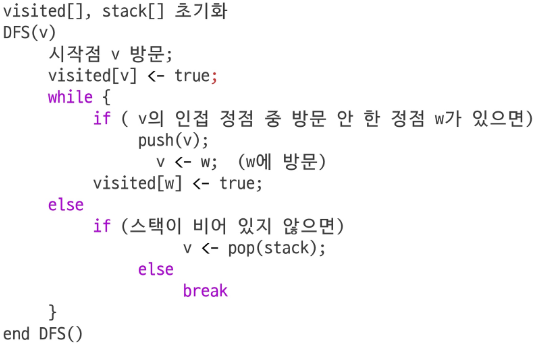 visited[], stack[] 초기화
DFS(v)
시작점 v 방문;
visited[v] <- true;
while {
if ( v의 인접 정점 중 방문 안 한 정점 w가 있으면)
push(v);
v <- w;  (w에 방문)
visited[w] <- true;
else
if (스택이 비어 있지 않으면)
v <- pop(stack);
else
break
}
end DFS()